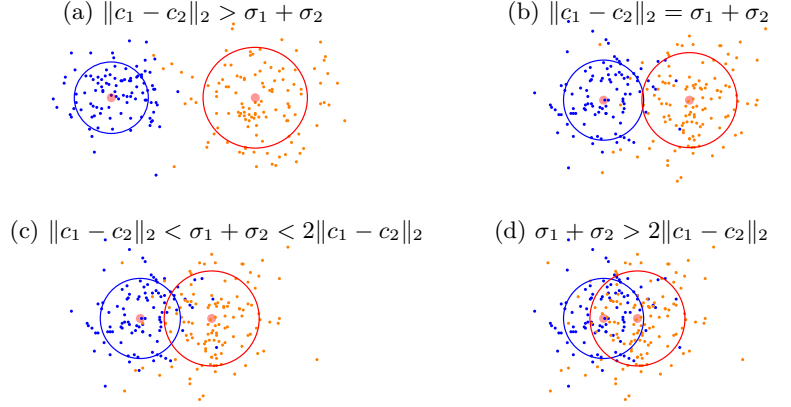 (a) ‖c₁ − c₂‖₂ > σ₁ + σ₂
(b) ‖c₁ − c₂‖₂ = σ₁ + σ₂
(c) ‖c₁ − c₂‖₂ < σ₁ + σ₂ < 2‖c₁ − c₂‖₂
(d) σ₁ + σ₂ > 2‖c₁ − c₂‖₂